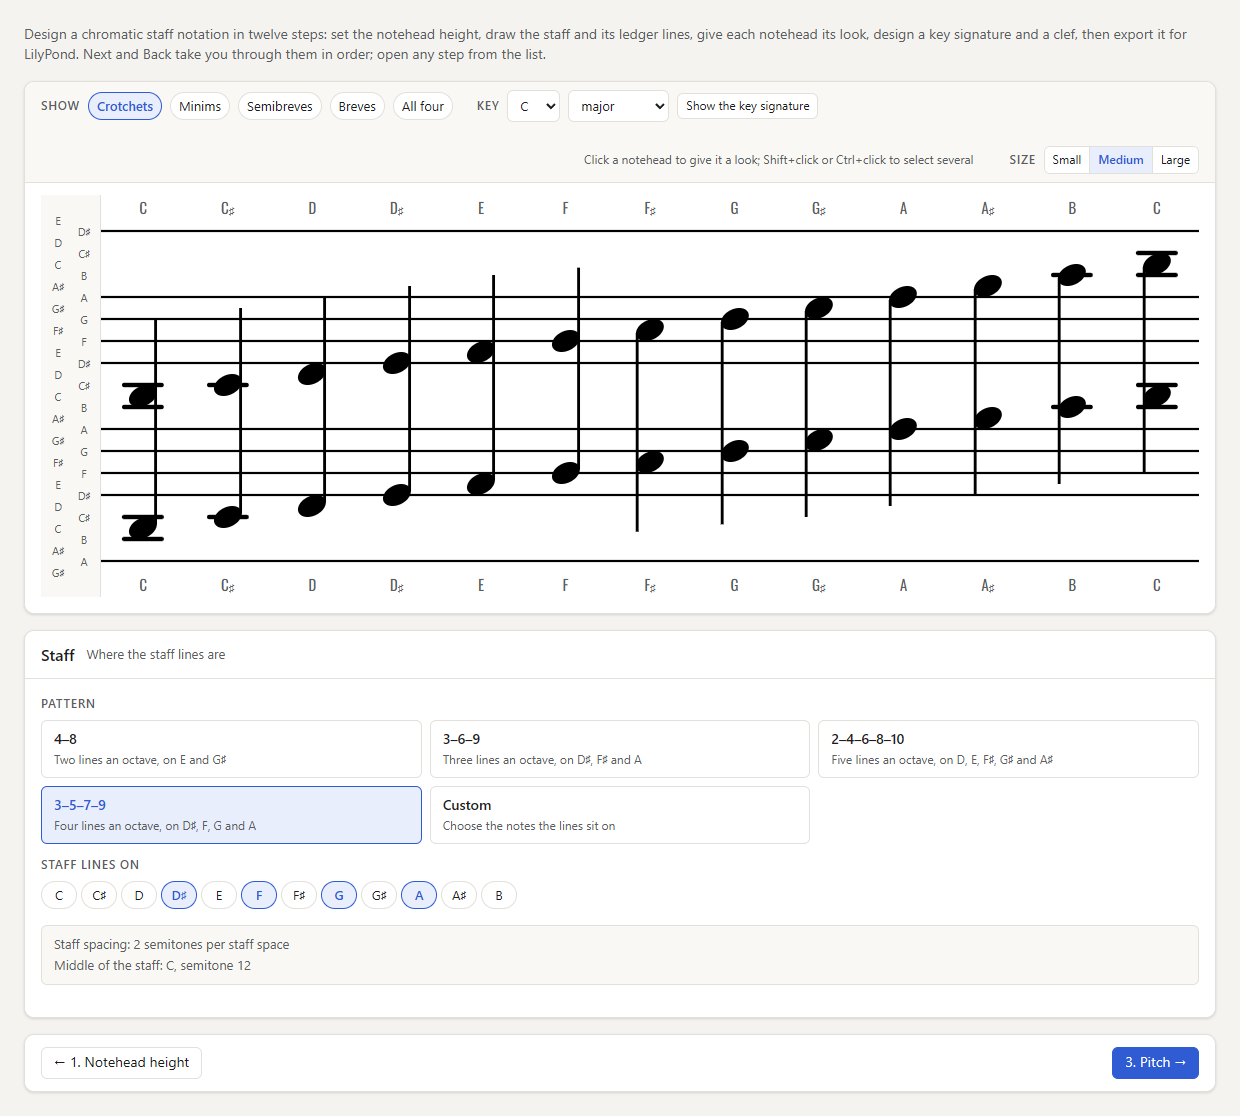 Design a chromatic staff notation in twelve steps: set the notehead height, draw the staff and its ledger lines, give each notehead its look, design a key signature and a clef, then export it for
LilyPond. Next and Back take you through them in order; open any step from the list.
SHOW Crotchets Minims Semibreves Breves All four KEY C major Show the key signature
Click a notehead to give it a look; Shift+click or Ctrl+click to select several SIZE Small Medium Large
C C♯ D D♯ E F F♯ G G♯ A A♯ B C
E
D♯
D
C♯
C
B
A♯
A
G♯
G
F♯
F
E
D♯
D
C♯
C
B
A♯
A
G♯
G
F♯
F
E
D♯
D
C♯
C
B
A♯
A
G♯
C C♯ D D♯ E F F♯ G G♯ A A♯ B C
Staff Where the staff lines are
PATTERN
4–8
Two lines an octave, on E and G♯
3–6–9
Three lines an octave, on D♯, F♯ and A
2–4–6–8–10
Five lines an octave, on D, E, F♯, G♯ and A♯
3–5–7–9
Four lines an octave, on D♯, F, G and A
Custom
Choose the notes the lines sit on
STAFF LINES ON
C C♯ D D♯ E F F♯ G G♯ A A♯ B
Staff spacing: 2 semitones per staff space
Middle of the staff: C, semitone 12
← 1. Notehead height
3. Pitch →